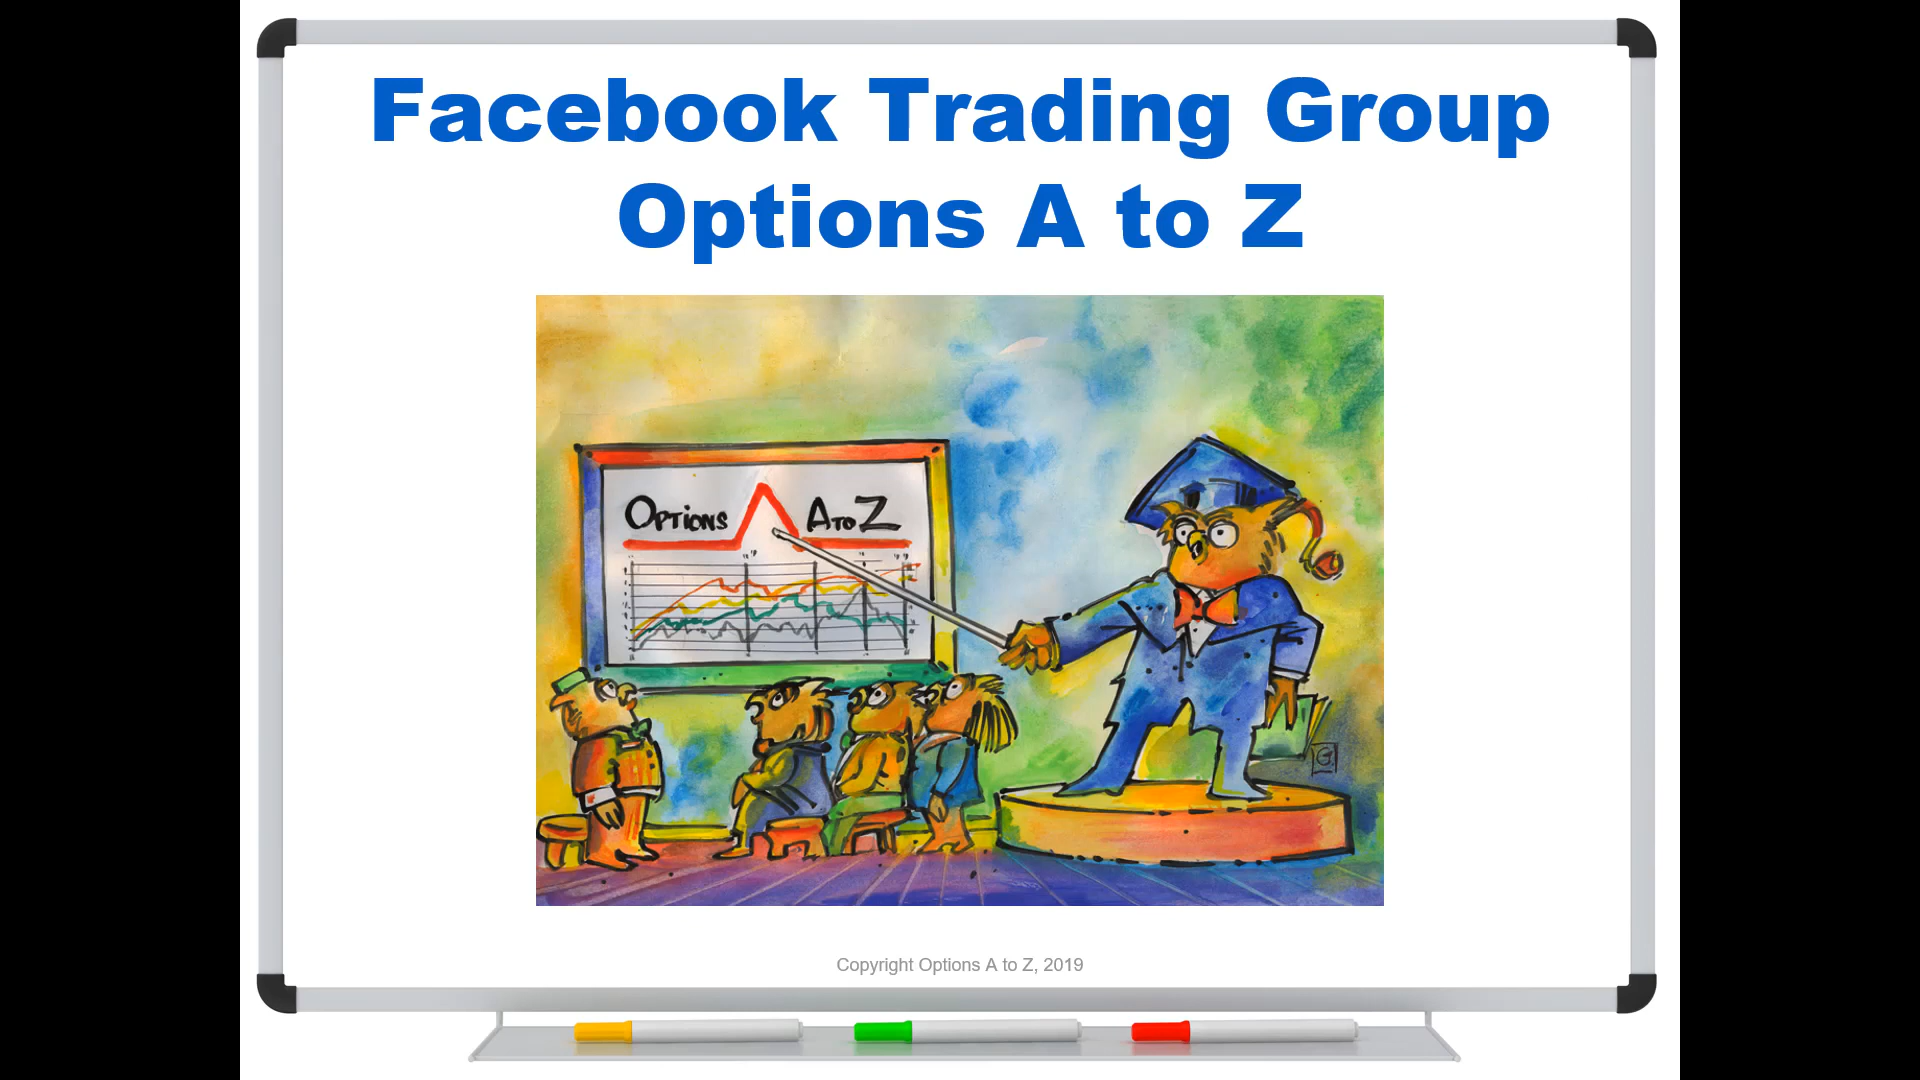 Facebook Trading Group
Options A to Z
OPTIONS A TO Z
G
Copyright Options A to Z, 2019